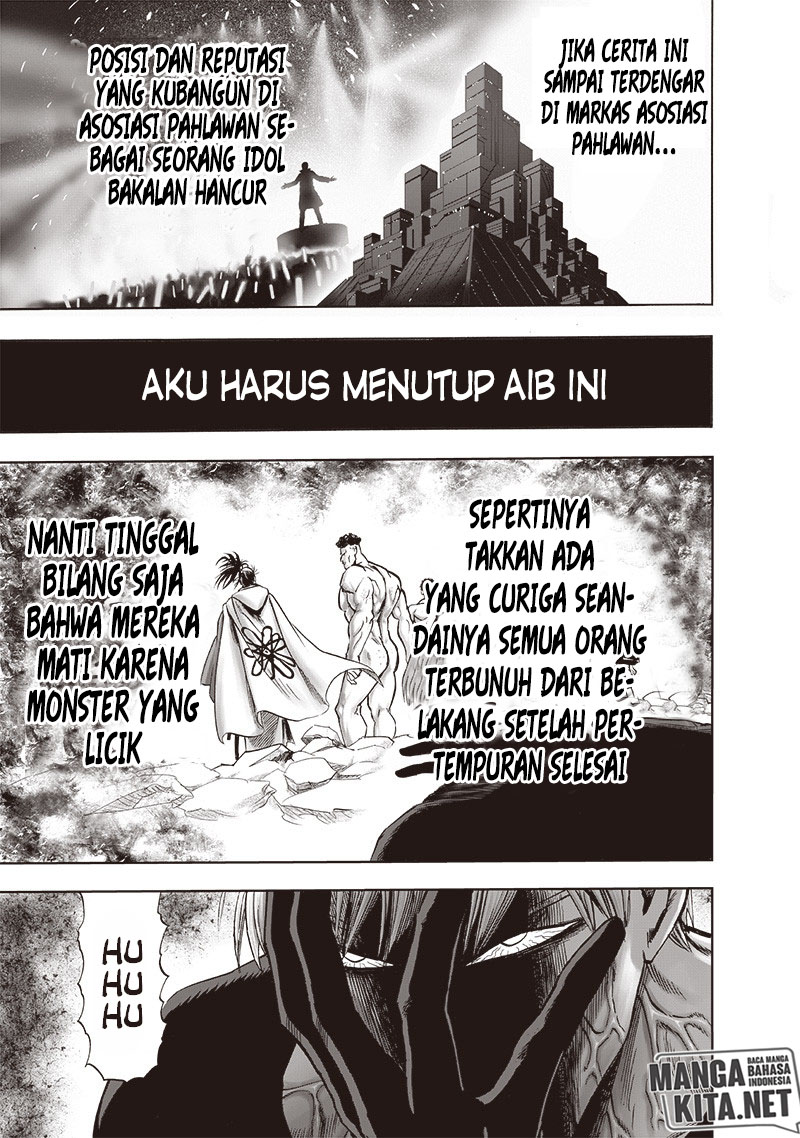 JIKA CERITA INI
SAMPAI TERDENGAR
DI MARKAS ASOSIASI
PAHLAWAN...
POSISI DAN REPUTASI
YANG KUBANGUN DI
ASOSIASI PAHLAWAN SE-
BAGAI SEORANG IDOL
BAKALAN HANCUR
AKU HARUS MENUTUP AIB INI
SEPERTINYA
TAKKAN ADA
YANG CURIGA SEAN-
DAINYA SEMUA ORANG
TERBUNUH DARI BE-
LAKANG SETELAH PER-
TEMPURAN SELESAI
NANTI TINGGAL
BILANG SAJA
BAHWA MEREKA
MATI KARENA
MONSTER YANG
LICIK
HU
HU
HU
MANGA
BACA MANGA
BAHASA
INDONESIA
KITA.NET